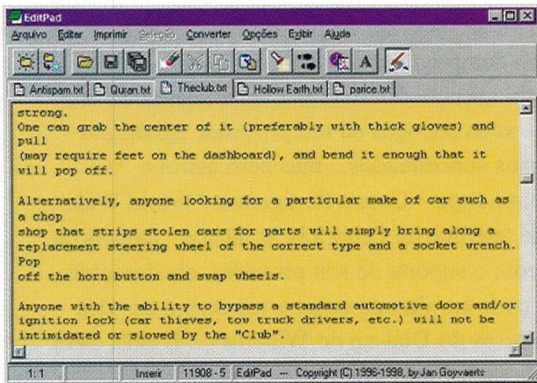 EditPad
Arquivo Editar Imprimir Seleção Converter Opções Exibir Ajuda
A
Antispam.txt Quran.txt Theclub.txt Hollow Earth.txt parice.txt
strong.
One can grab the center of it (preferably with thick gloves) and
pull
(may require feet on the dashboard), and bend it enough that it
will pop off.
Alternatively, anyone looking for a particular make of car such as
a chop
shop that strips stolen cars for parts will simply bring along a
replacement steering wheel of the correct type and a socket wrench.
Pop
off the horn button and swap wheels.
Anyone with the ability to bypass a standard automotive door and/or
ignition lock (car thieves, tow truck drivers, etc.) will not be
intimidated or slowed by the "Club".
1: 1 Inserir 11908 - 5 EditPad --- Copyright (C) 1996-1998, by Jan Goyvaerts